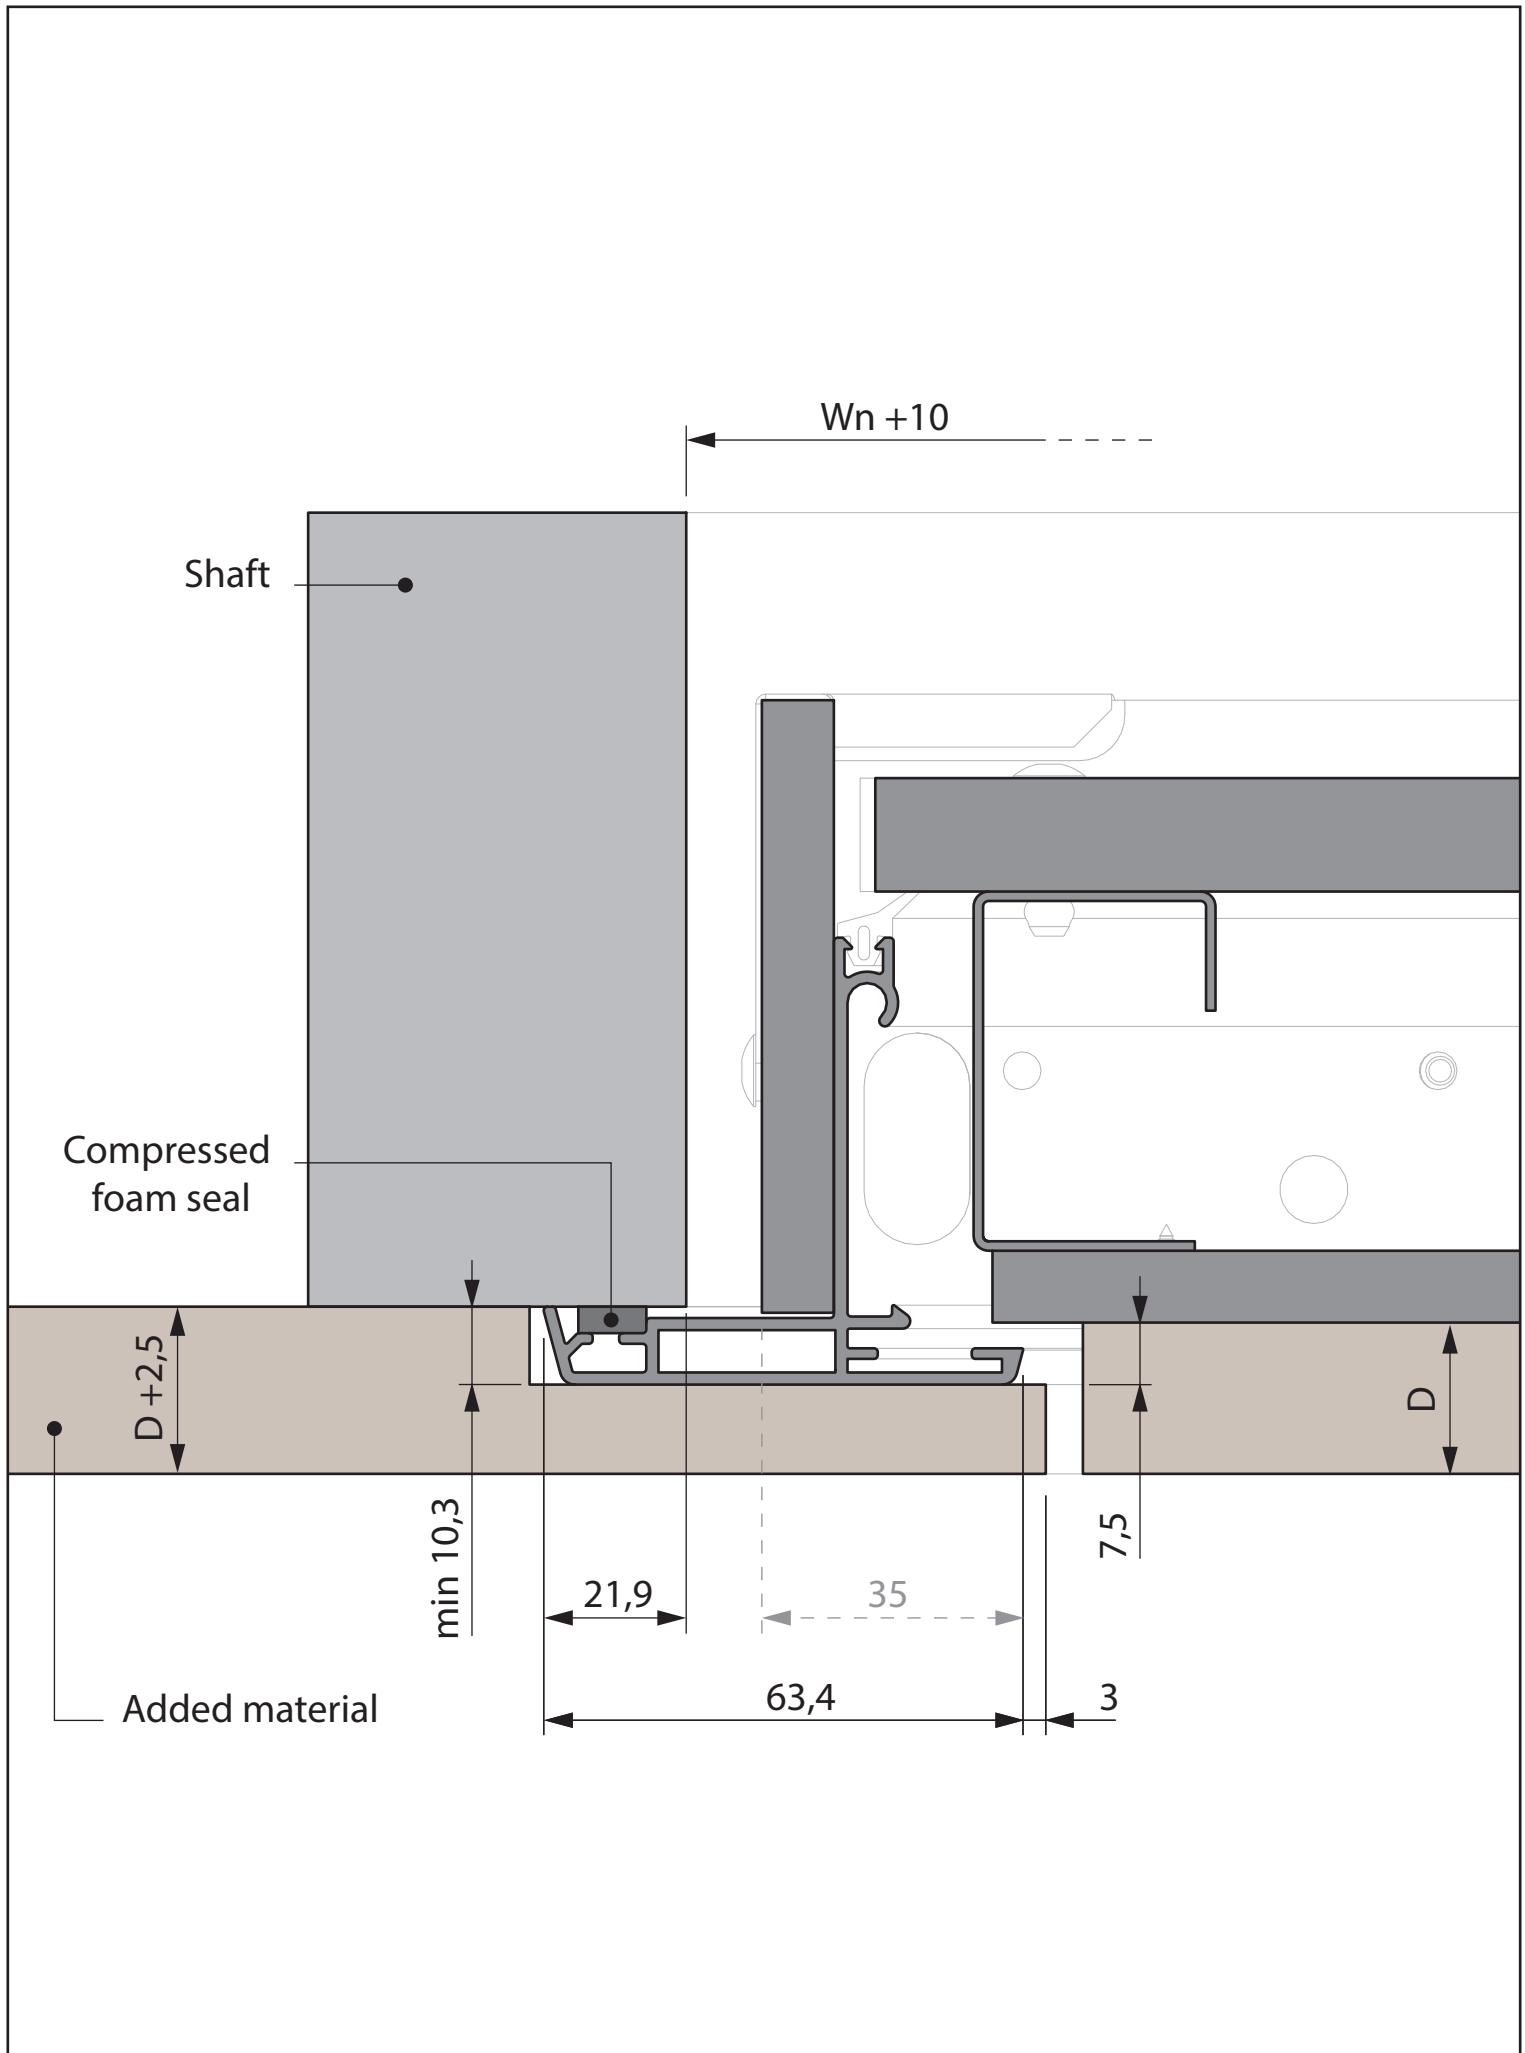 Wn +10
Shaft
Compressed
foam seal
D +2,5
D
min 10,3
7,5
21,9
35
63,4
3
Added material